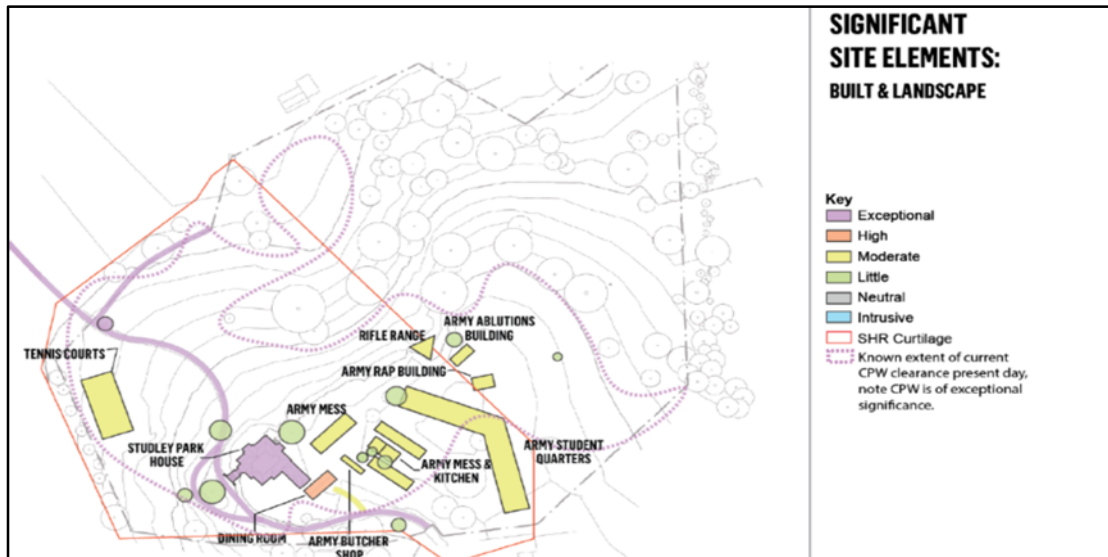 SIGNIFICANT
SITE ELEMENTS:
BUILT & LANDSCAPE
Key
Exceptional
High
Moderate
Little
Neutral
Intrusive
SHR Curtilage
Known extent of current
CPW clearance present day,
note CPW is of exceptional
significance.
ARMY ABLUTIONS
BUILDING
RIFLE RANGE
TENNIS COURTS
ARMY RAP BUILDING
ARMY MESS
STUDLEY PARK
HOUSE
ARMY STUDENT
QUARTERS
ARMY MESS &
KITCHEN
DINING ROOM
ARMY BUTCHER
SHOP